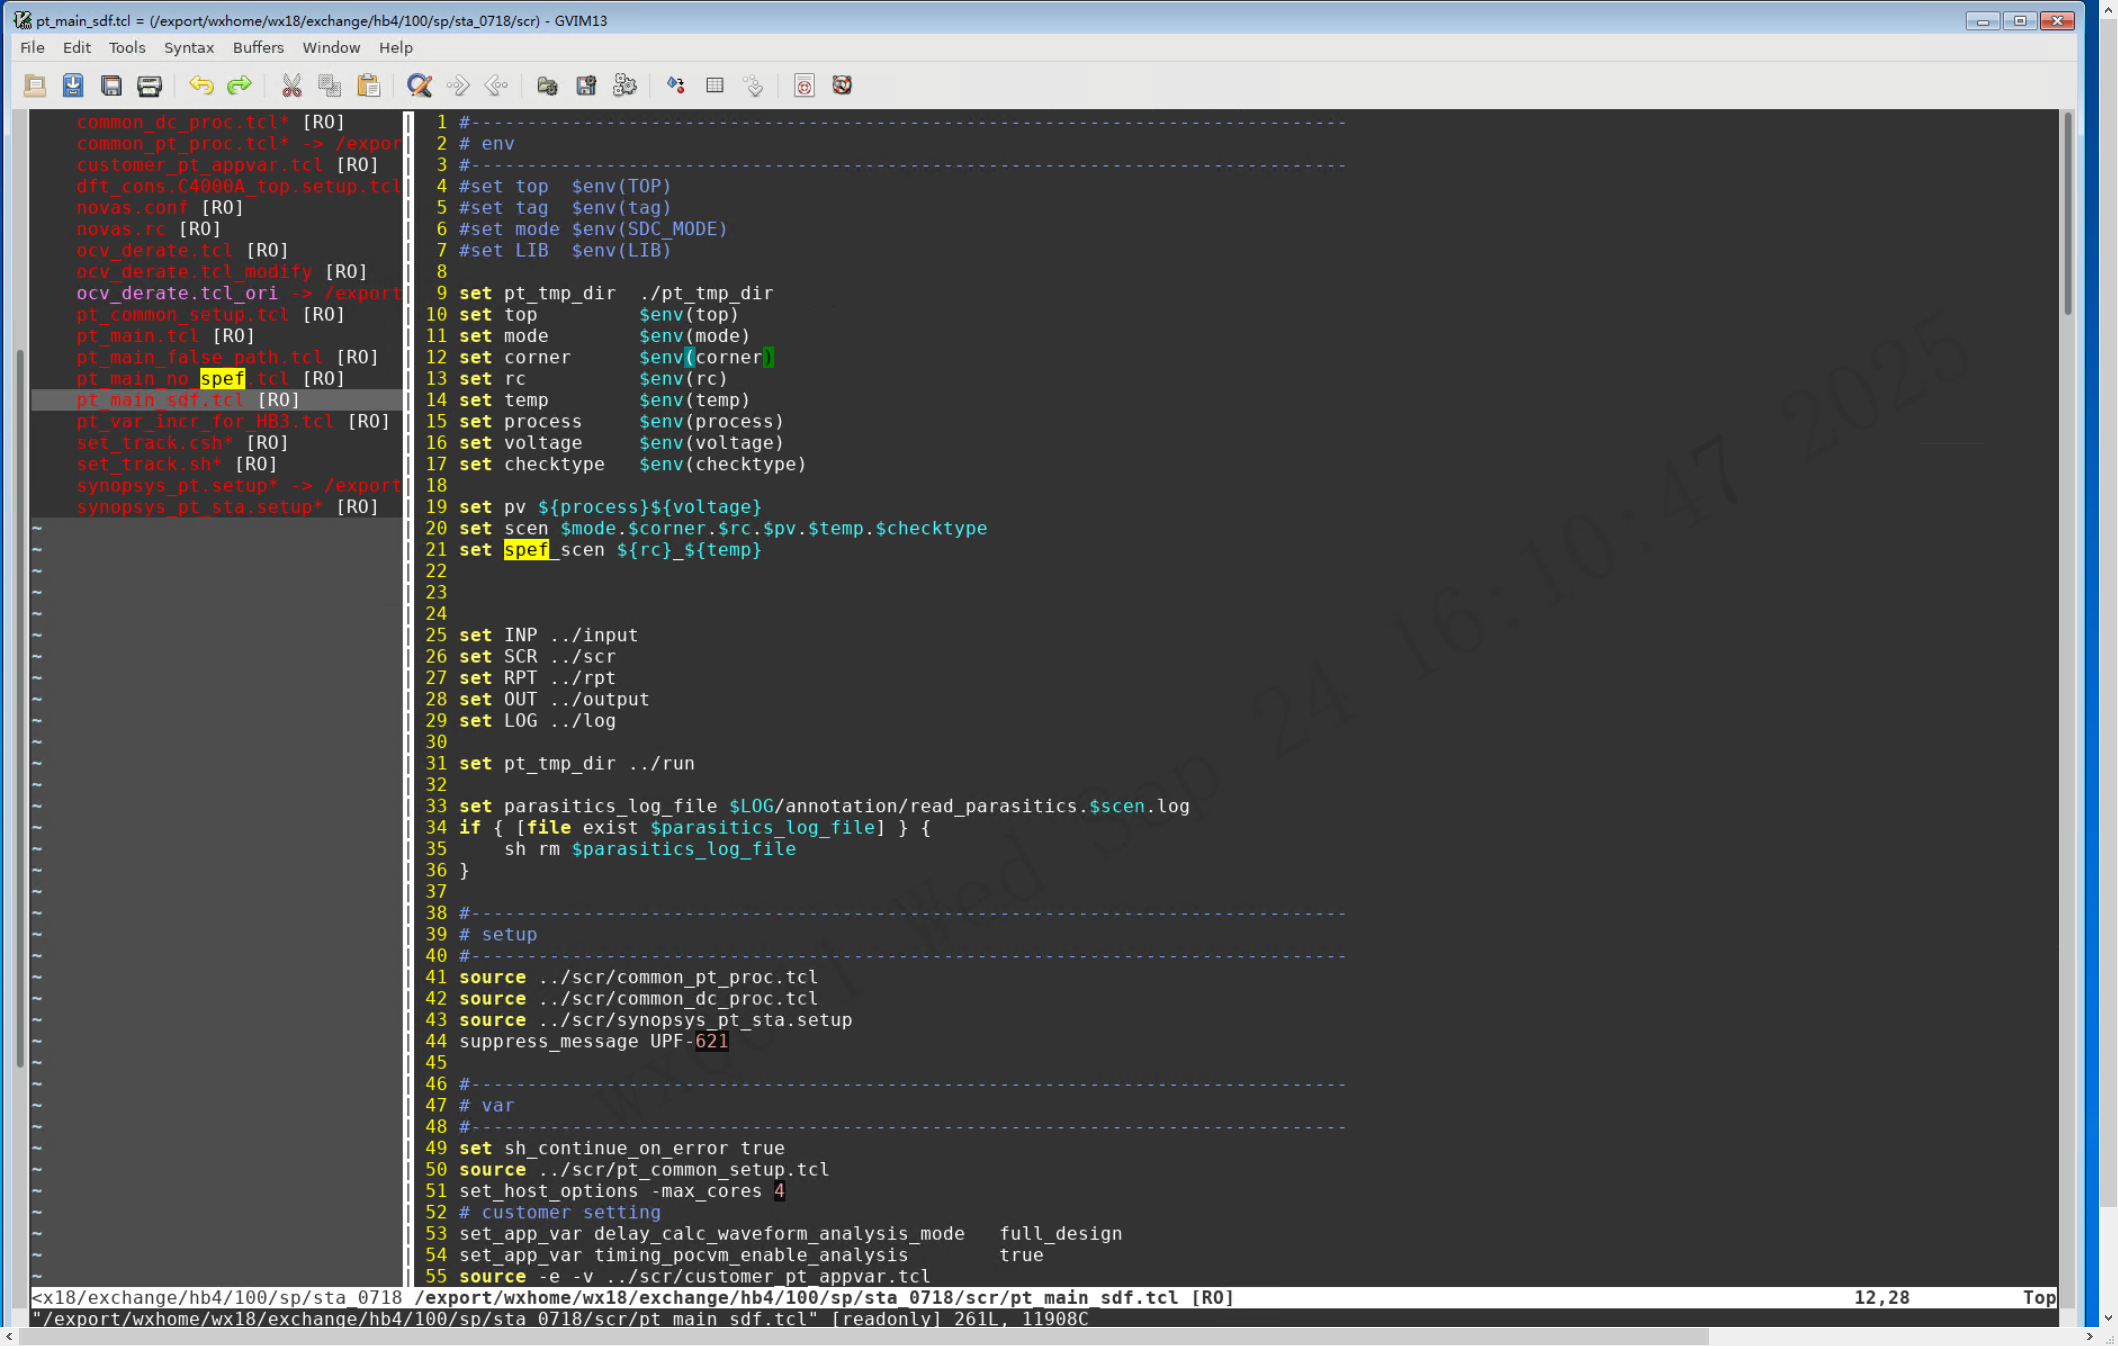 pt_main_sdf.tcl = (/export/wxhome/wx18/exchange/hb4/100/sp/sta_0718/scr) - GVIM13
File Edit Tools Syntax Buffers Window Help
common_dc_proc.tcl* [RO]
common_pt_proc.tcl* -> /expor
customer_pt_appvar.tcl [RO]
dft_cons.C4000A_top.setup.tcl
novas.conf [RO]
novas.rc [RO]
ocv_derate.tcl [RO]
ocv_derate.tcl_modify [RO]
ocv_derate.tcl_ori -> /export
pt_common_setup.tcl [RO]
pt_main.tcl [RO]
pt_main_false_path.tcl [RO]
pt_main_no_spef.tcl [RO]
pt_main_sdf.tcl [RO]
pt_var_incr_for_HB3.tcl [RO]
set_track.csh* [RO]
set_track.sh* [RO]
synopsys_pt.setup* -> /export
synopsys_pt_sta.setup* [RO]
1 #------------------------------------------------------------------------------
2 # env
3 #------------------------------------------------------------------------------
4 #set top  $env(TOP)
5 #set tag  $env(tag)
6 #set mode $env(SDC_MODE)
7 #set LIB  $env(LIB)
8
9 set pt_tmp_dir  ./pt_tmp_dir
10 set top         $env(top)
11 set mode        $env(mode)
12 set corner      $env(corner)
13 set rc          $env(rc)
14 set temp        $env(temp)
15 set process     $env(process)
16 set voltage     $env(voltage)
17 set checktype   $env(checktype)
18
19 set pv ${process}${voltage}
20 set scen $mode.$corner.$rc.$pv.$temp.$checktype
21 set spef_scen ${rc}_${temp}
22
23
24
25 set INP ../input
26 set SCR ../scr
27 set RPT ../rpt
28 set OUT ../output
29 set LOG ../log
30
31 set pt_tmp_dir ../run
32
33 set parasitics_log_file $LOG/annotation/read_parasitics.$scen.log
34 if { [file exist $parasitics_log_file] } {
35     sh rm $parasitics_log_file
36 }
37
38 #------------------------------------------------------------------------------
39 # setup
40 #------------------------------------------------------------------------------
41 source ../scr/common_pt_proc.tcl
42 source ../scr/common_dc_proc.tcl
43 source ../scr/synopsys_pt_sta.setup
44 suppress_message UPF-621
45
46 #------------------------------------------------------------------------------
47 # var
48 #------------------------------------------------------------------------------
49 set sh_continue_on_error true
50 source ../scr/pt_common_setup.tcl
51 set_host_options -max_cores 4
52 # customer setting
53 set_app_var delay_calc_waveform_analysis_mode   full_design
54 set_app_var timing_pocvm_enable_analysis        true
55 source -e -v ../scr/customer_pt_appvar.tcl
<x18/exchange/hb4/100/sp/sta_0718 /export/wxhome/wx18/exchange/hb4/100/sp/sta_0718/scr/pt_main_sdf.tcl [RO] 12,28 Top
"/export/wxhome/wx18/exchange/hb4/100/sp/sta_0718/scr/pt_main_sdf.tcl" [readonly] 261L, 11908C
Wed Sep 24 16:10:47 2025